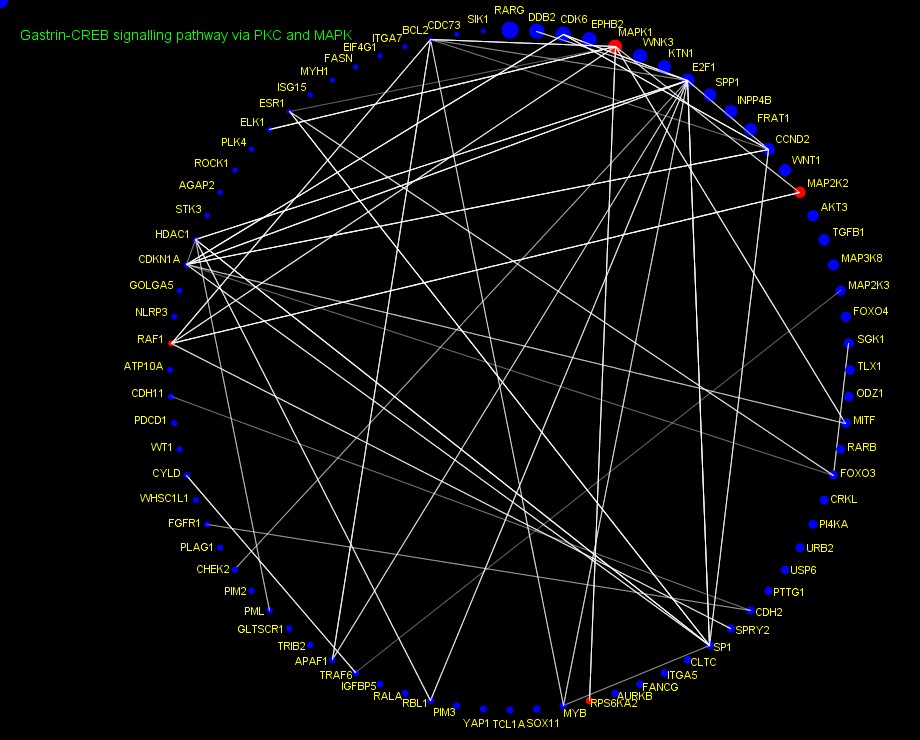 Gastrin-CREB signalling pathway via PKC and MAPK
RARG
DDB2
CDK6
EPHB2
MAPK1
WNK3
KTN1
E2F1
SPP1
INPP4B
FRAT1
CCND2
WNT1
MAP2K2
AKT3
TGFB1
MAP3K8
MAP2K3
FOXO4
SGK1
TLX1
ODZ1
MITF
RARB
FOXO3
CRKL
PI4KA
URB2
USP6
PTTG1
CDH2
SPRY2
SP1
CLTC
ITGA5
FANCG
AURKB
RPS6KA2
MYB
SOX11
TCL1A
YAP1
PIM3
RBL1
RALA
IGFBP5
TRAF6
APAF1
TRIB2
GLTSCR1
PML
PIM2
CHEK2
PLAG1
FGFR1
WHSC1L1
CYLD
WT1
PDCD1
CDH11
ATP10A
RAF1
NLRP3
GOLGA5
CDKN1A
HDAC1
STK3
AGAP2
ROCK1
PLK4
ELK1
ESR1
ISG15
MYH1
FASN
EIF4G1
ITGA7
BCL2
CDC73
SIK1